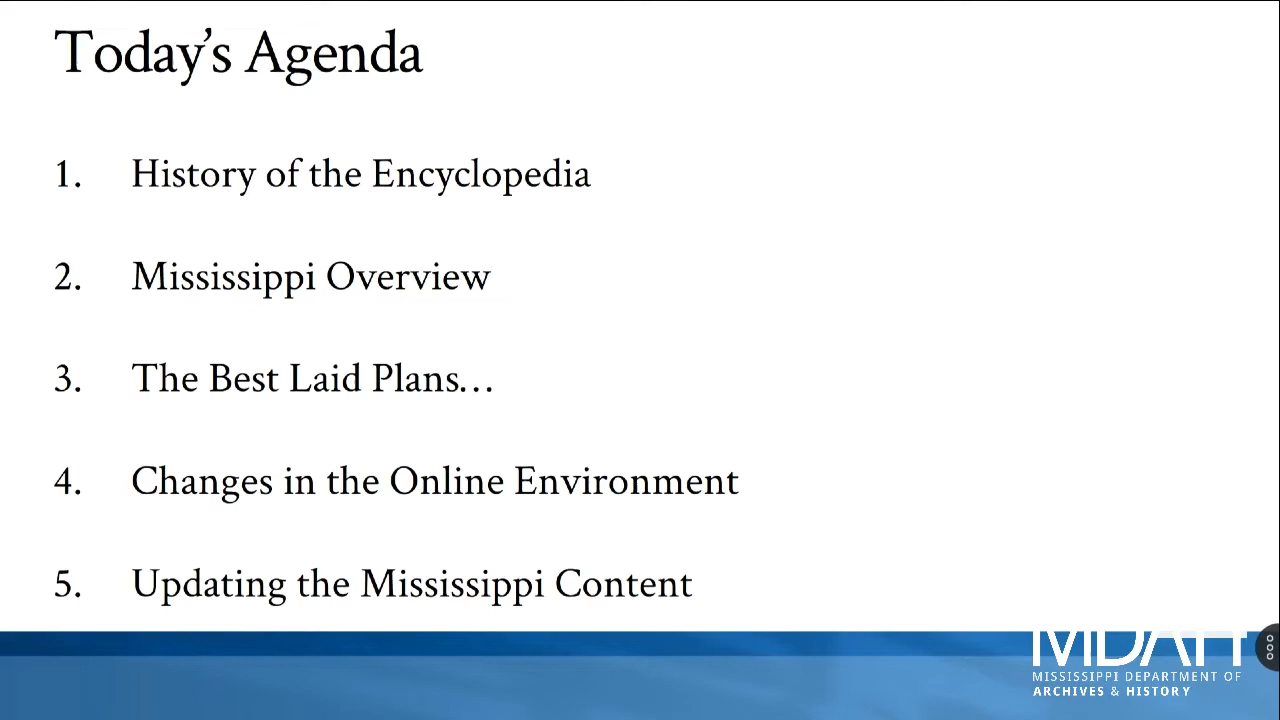 Today’s Agenda
1. History of the Encyclopedia
2. Mississippi Overview
3. The Best Laid Plans…
4. Changes in the Online Environment
5. Updating the Mississippi Content
MDAH
MISSISSIPPI DEPARTMENT OF
ARCHIVES & HISTORY